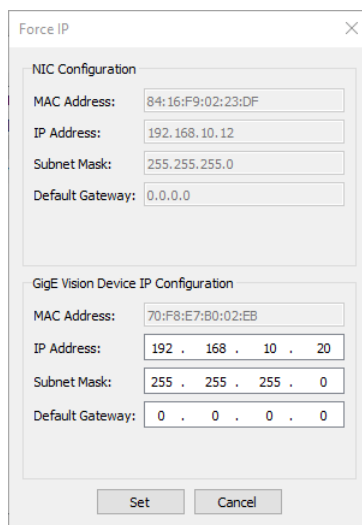 Force IP
NIC Configuration
MAC Address: 84:16:F9:02:23:DF
IP Address: 192.168.10.12
Subnet Mask: 255.255.255.0
Default Gateway: 0.0.0.0
GigE Vision Device IP Configuration
MAC Address: 70:F8:E7:B0:02:EB
IP Address: 192 . 168 . 10 . 20
Subnet Mask: 255 . 255 . 255 . 0
Default Gateway: 0 . 0 . 0 . 0
Set Cancel